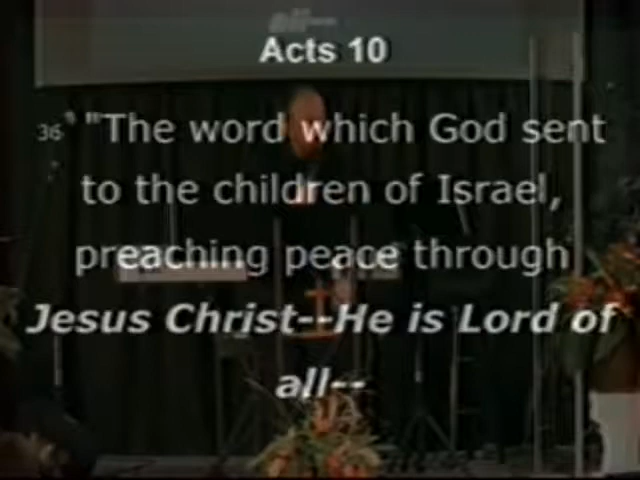 all--
Acts 10
36 "The word which God sent
to the children of Israel,
preaching peace through
Jesus Christ--He is Lord of
all--